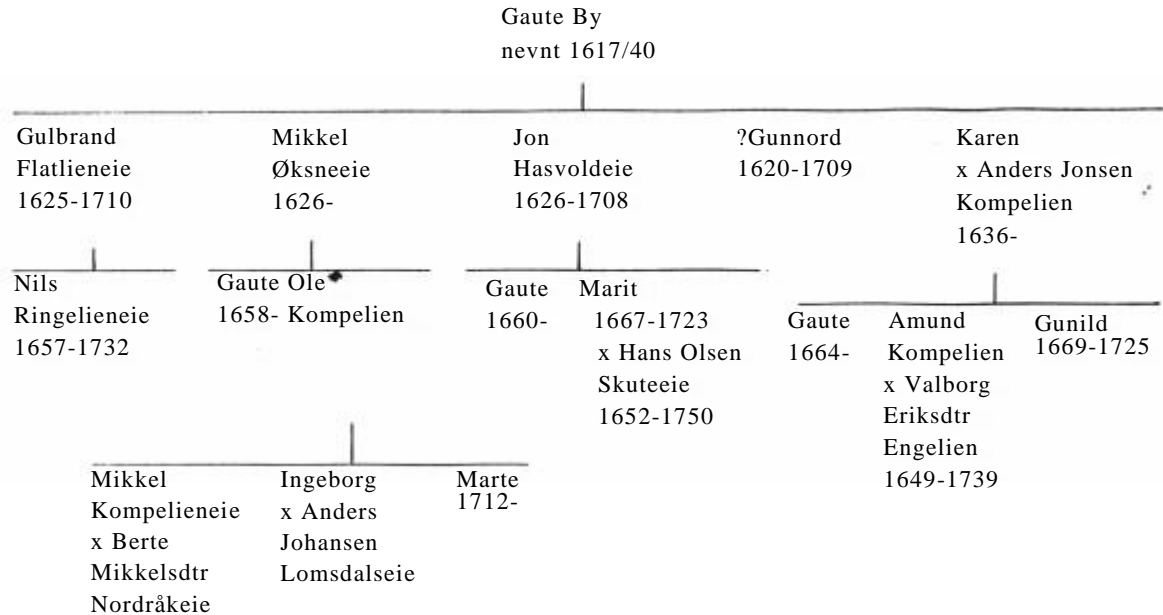 Gaute By
nevnt 1617/40
Gulbrand
Flatlieneie
1625-1710
Mikkel
Øksneeie
1626-
Jon
Hasvoldeie
1626-1708
?Gunnord
1620-1709
Karen
x Anders Jonsen
Kompelien
1636-
Nils
Ringelieneie
1657-1732
Gaute Ole
1658- Kompelien
Gaute
1660-
Marit
1667-1723
x Hans Olsen
Skuteeie
1652-1750
Gaute
1664-
Amund
Kompelien
x Valborg
Eriksdtr
Engelien
1649-1739
Gunild
1669-1725
Mikkel
Kompelieneie
x Berte
Mikkelsdtr
Nordråkeie
Ingeborg
x Anders
Johansen
Lomsdalseie
Marte
1712-